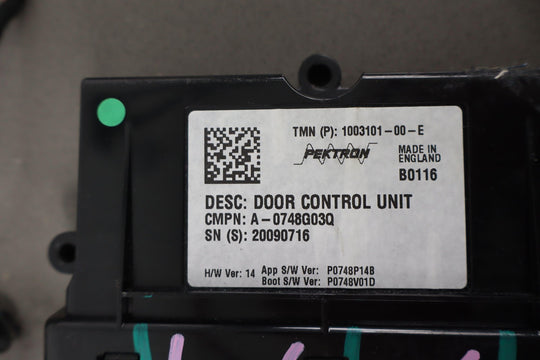 TMN (P): 1003101-00-E
PEKTRON
MADE IN
ENGLAND
B0116
DESC: DOOR CONTROL UNIT
CMPN: A-0748G03Q
SN (S): 20090716
H/W Ver: 14 App S/W Ver: P0748P14B
Boot S/W Ver: P0748V01D